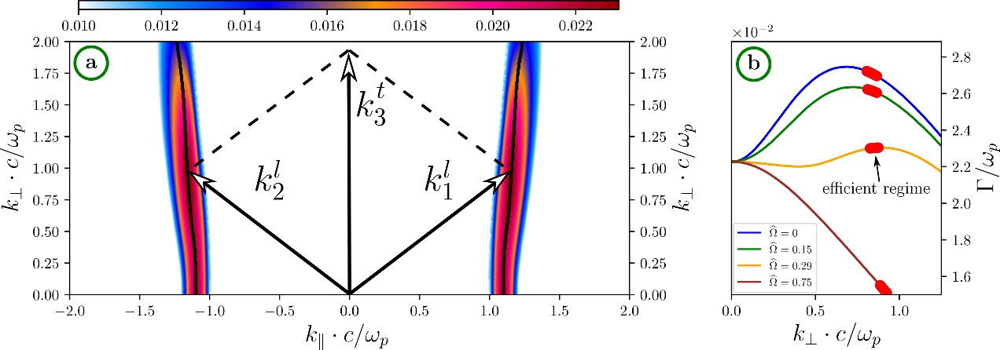 0.010 0.012 0.014 0.016 0.018 0.020 0.022
a
2.00 1.75 1.50 1.25 1.00 0.75 0.50 0.25 0.00
k⊥ · c/ωp
k₃ᵗ
k₂ˡ
k₁ˡ
2.00 1.75 1.50 1.25 1.00 0.75 0.50 0.25 0.00
k⊥ · c/ωp
−2.0 −1.5 −1.0 −0.5 0.0 0.5 1.0 1.5 2.0
k∥ · c/ωp
×10⁻²
b
2.8 2.6 2.4 2.2 2.0 1.8 1.6
Γ/ωp
efficient regime
Ω̂ = 0
Ω̂ = 0.15
Ω̂ = 0.29
Ω̂ = 0.75
0.0 0.5 1.0
k⊥ · c/ωp